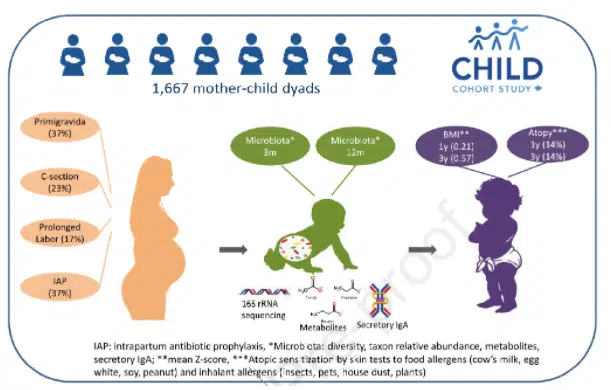 1,667 mother-child dyads
CHILD
COHORT STUDY
Primigravida
(37%)
C-section
(23%)
Prolonged
Labor (17%)
IAP
(37%)
Microbiota*
3m
Microbiota*
12m
BMI**
1y (0.21)
3y (0.57)
Atopy***
1y (14%)
3y (14%)
16S rRNA
sequencing
Metabolites
Secretory IgA
IAP: intrapartum antibiotic prophylaxis, *Microbiota: diversity, taxon relative abundance, metabolites,
secretory IgA; **mean Z-score, ***Atopic sensitization by skin tests to food allergens (cow's milk, egg
white, soy, peanut) and inhalant allergens (insects, pets, house dust, plants)